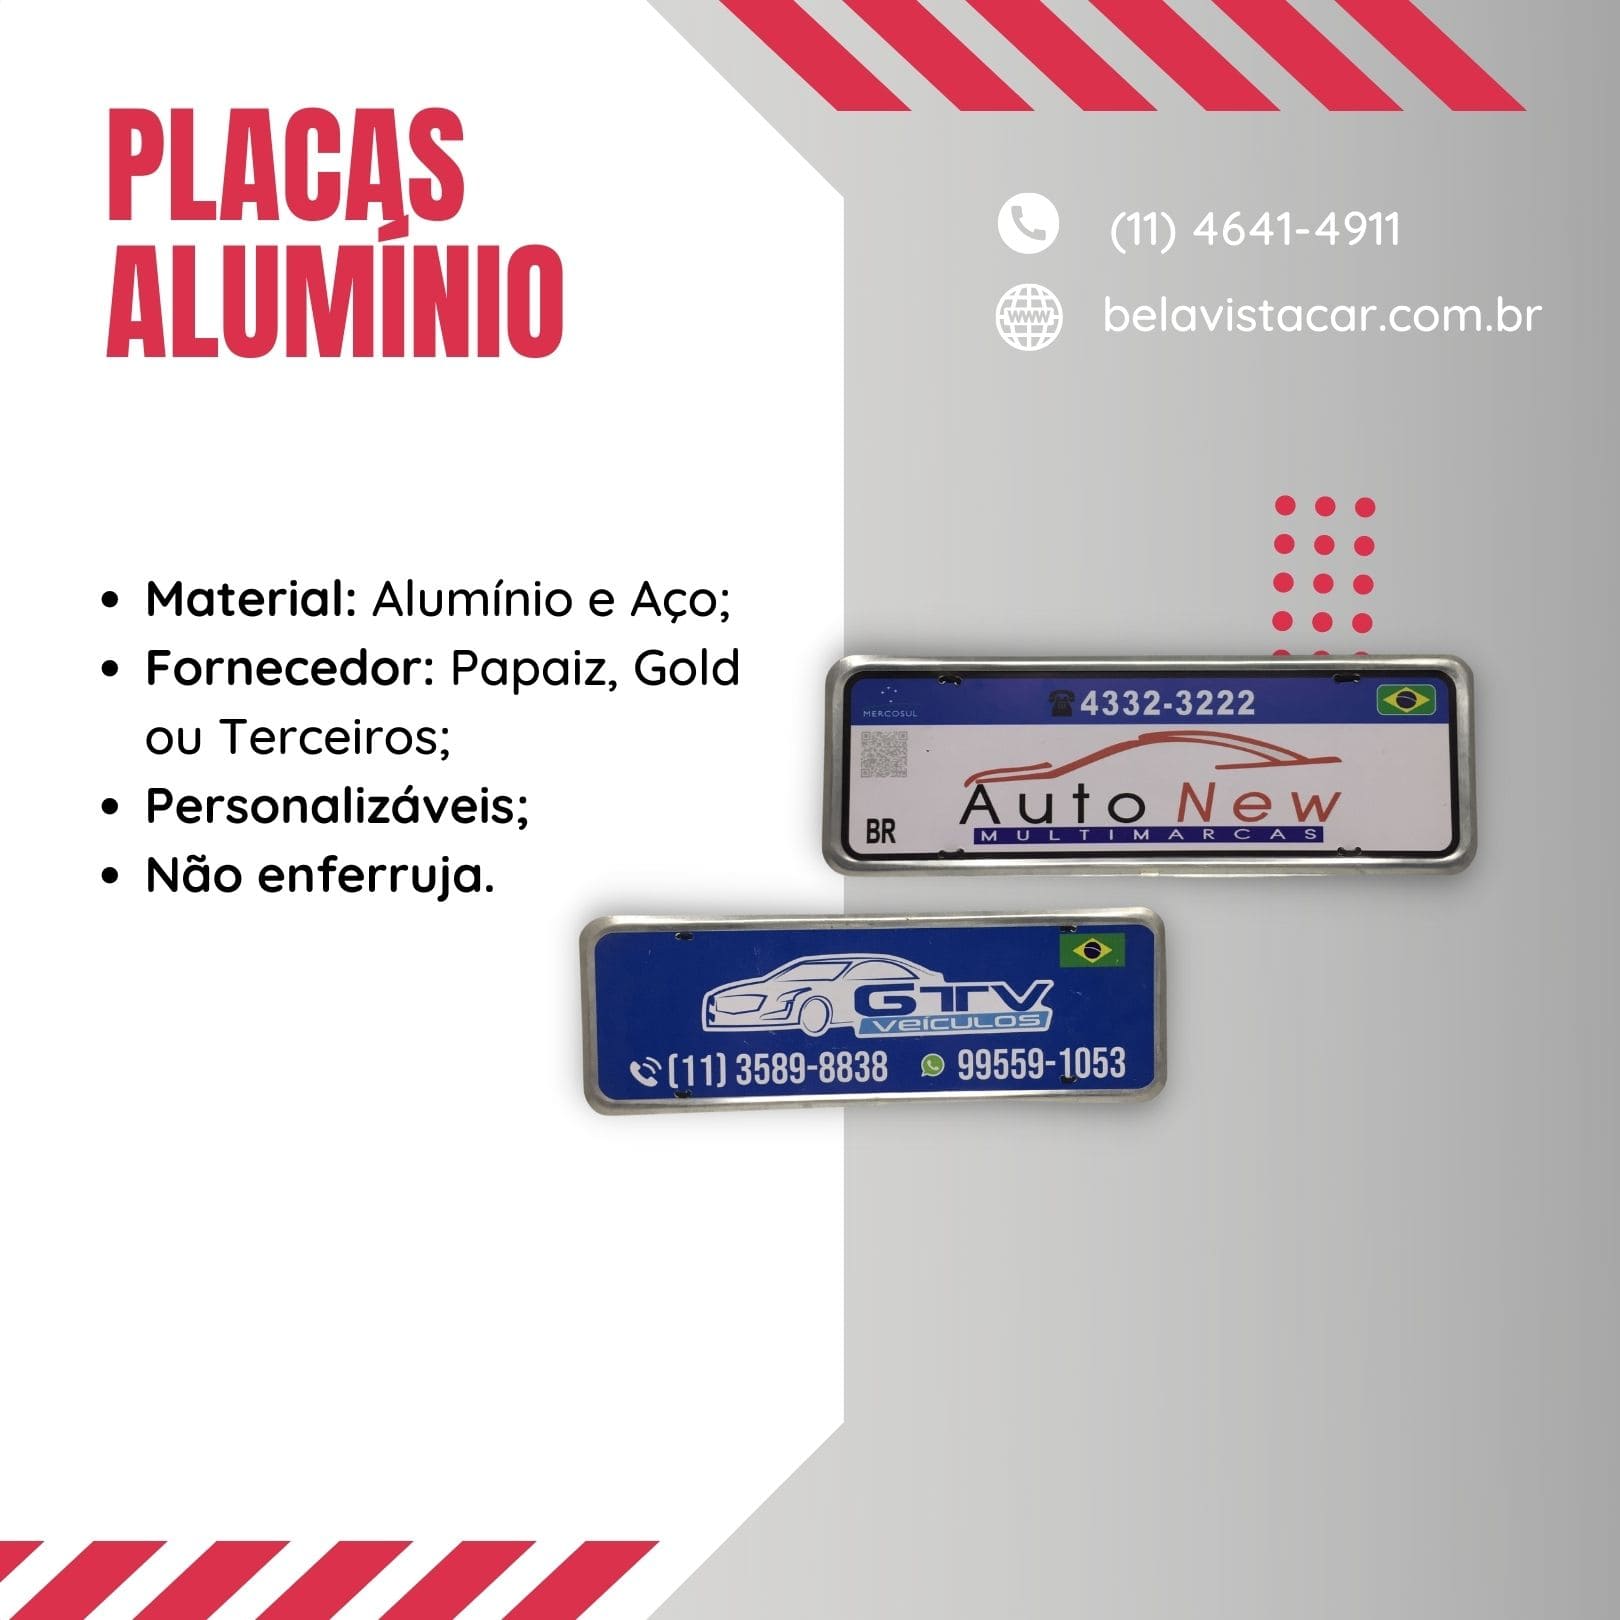 PLACAS
ALUMÍNIO
(11) 4641-4911
www
belavistacar.com.br
• Material: Alumínio e Aço;
• Fornecedor: Papaiz, Gold
ou Terceiros;
• Personalizáveis;
• Não enferruja.
MERCOSUL
4332-3222
Auto New
BR
MULTIMARCAS
GTV
VEÍCULOS
(11) 3589-8838 99559-1053